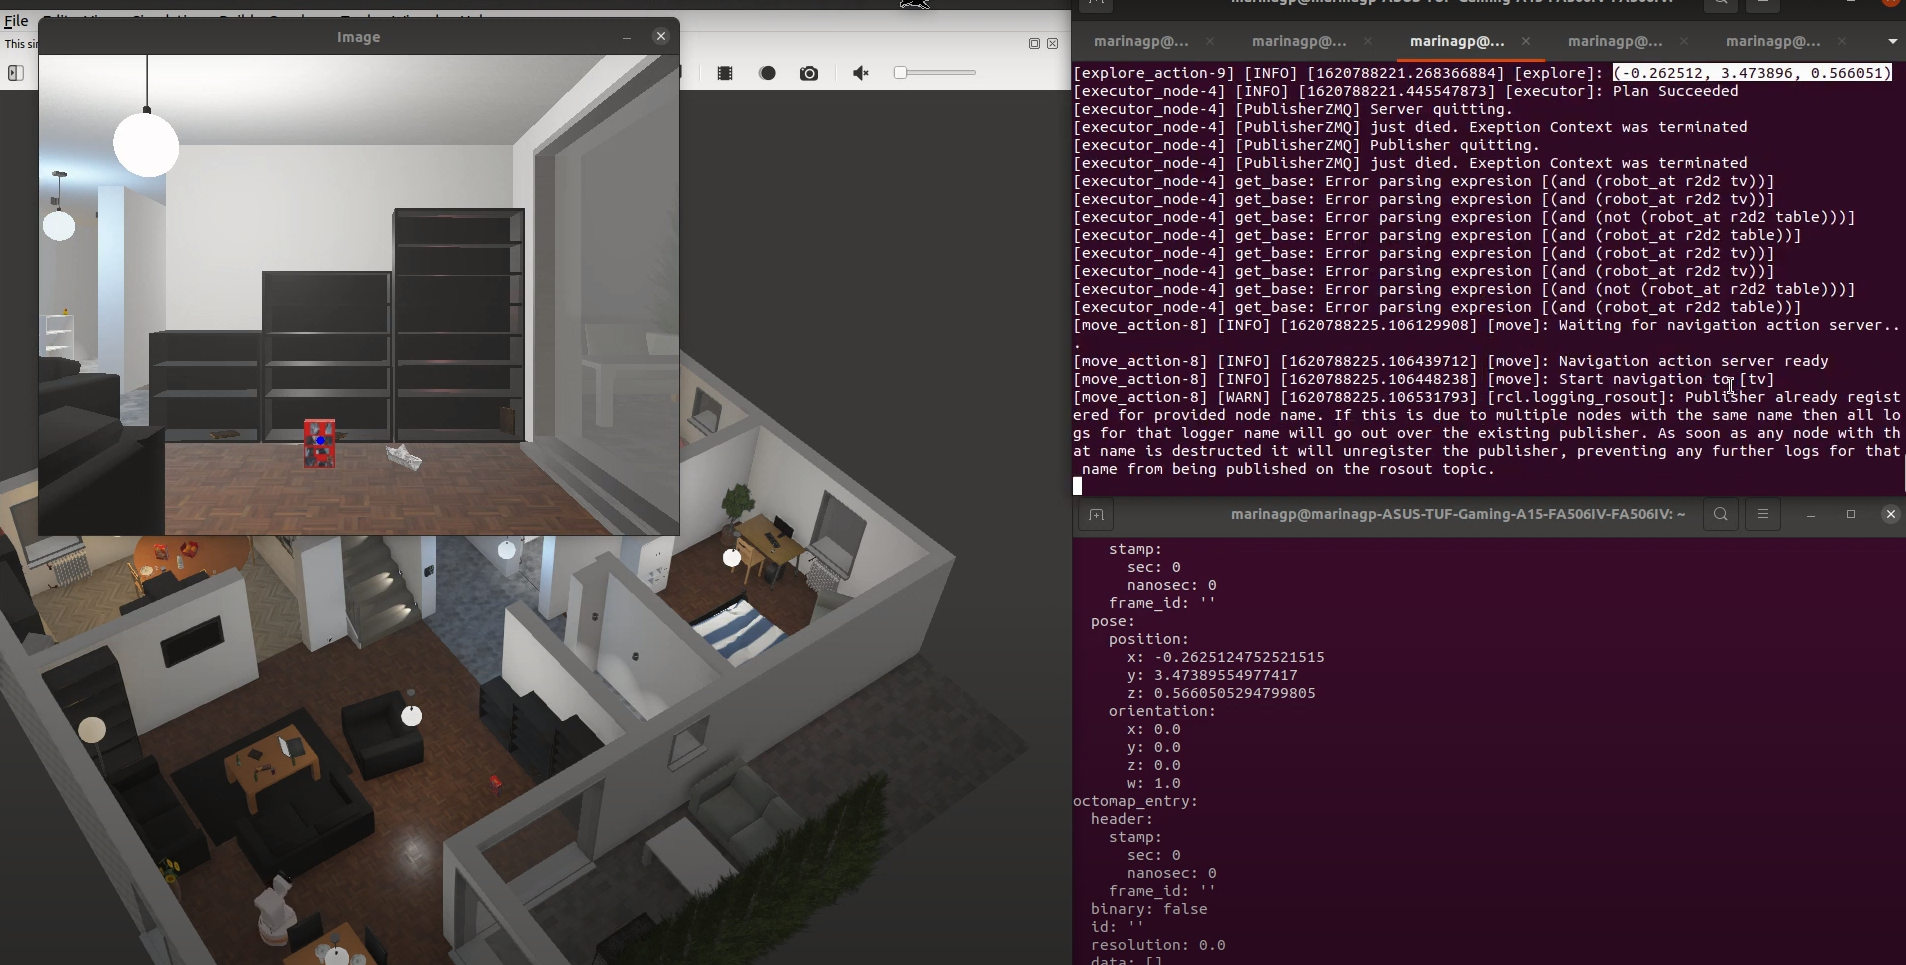 File
Image
This si
marinagp@...
marinagp@...
marinagp@...
marinagp@...
marinagp@...
[explore_action-9] [INFO] [1620788221.268366884] [explore]: (-0.262512, 3.473896, 0.566051)
[executor_node-4] [INFO] [1620788221.445547873] [executor]: Plan Succeeded
[executor_node-4] [PublisherZMQ] Server quitting.
[executor_node-4] [PublisherZMQ] just died. Exeption Context was terminated
[executor_node-4] [PublisherZMQ] Publisher quitting.
[executor_node-4] [PublisherZMQ] just died. Exeption Context was terminated
[executor_node-4] get_base: Error parsing expresion [(and (robot_at r2d2 tv))]
[executor_node-4] get_base: Error parsing expresion [(and (robot_at r2d2 tv))]
[executor_node-4] get_base: Error parsing expresion [(and (not (robot_at r2d2 table)))]
[executor_node-4] get_base: Error parsing expresion [(and (robot_at r2d2 table))]
[executor_node-4] get_base: Error parsing expresion [(and (robot_at r2d2 tv))]
[executor_node-4] get_base: Error parsing expresion [(and (robot_at r2d2 tv))]
[executor_node-4] get_base: Error parsing expresion [(and (not (robot_at r2d2 table)))]
[executor_node-4] get_base: Error parsing expresion [(and (robot_at r2d2 table))]
[move_action-8] [INFO] [1620788225.106129908] [move]: Waiting for navigation action server..
.
[move_action-8] [INFO] [1620788225.106439712] [move]: Navigation action server ready
[move_action-8] [INFO] [1620788225.106448238] [move]: Start navigation to [tv]
[move_action-8] [WARN] [1620788225.106531793] [rcl.logging_rosout]: Publisher already regist
ered for provided node name. If this is due to multiple nodes with the same name then all lo
gs for that logger name will go out over the existing publisher. As soon as any node with th
at name is destructed it will unregister the publisher, preventing any further logs for that
name from being published on the rosout topic.
marinagp@marinagp-ASUS-TUF-Gaming-A15-FA506IV-FA506IV: ~
stamp:
sec: 0
nanosec: 0
frame_id: ''
pose:
position:
x: -0.2625124752521515
y: 3.47389554977417
z: 0.5660505294799805
orientation:
x: 0.0
y: 0.0
z: 0.0
w: 1.0
octomap_entry:
header:
stamp:
sec: 0
nanosec: 0
frame_id: ''
binary: false
id: ''
resolution: 0.0
data: []